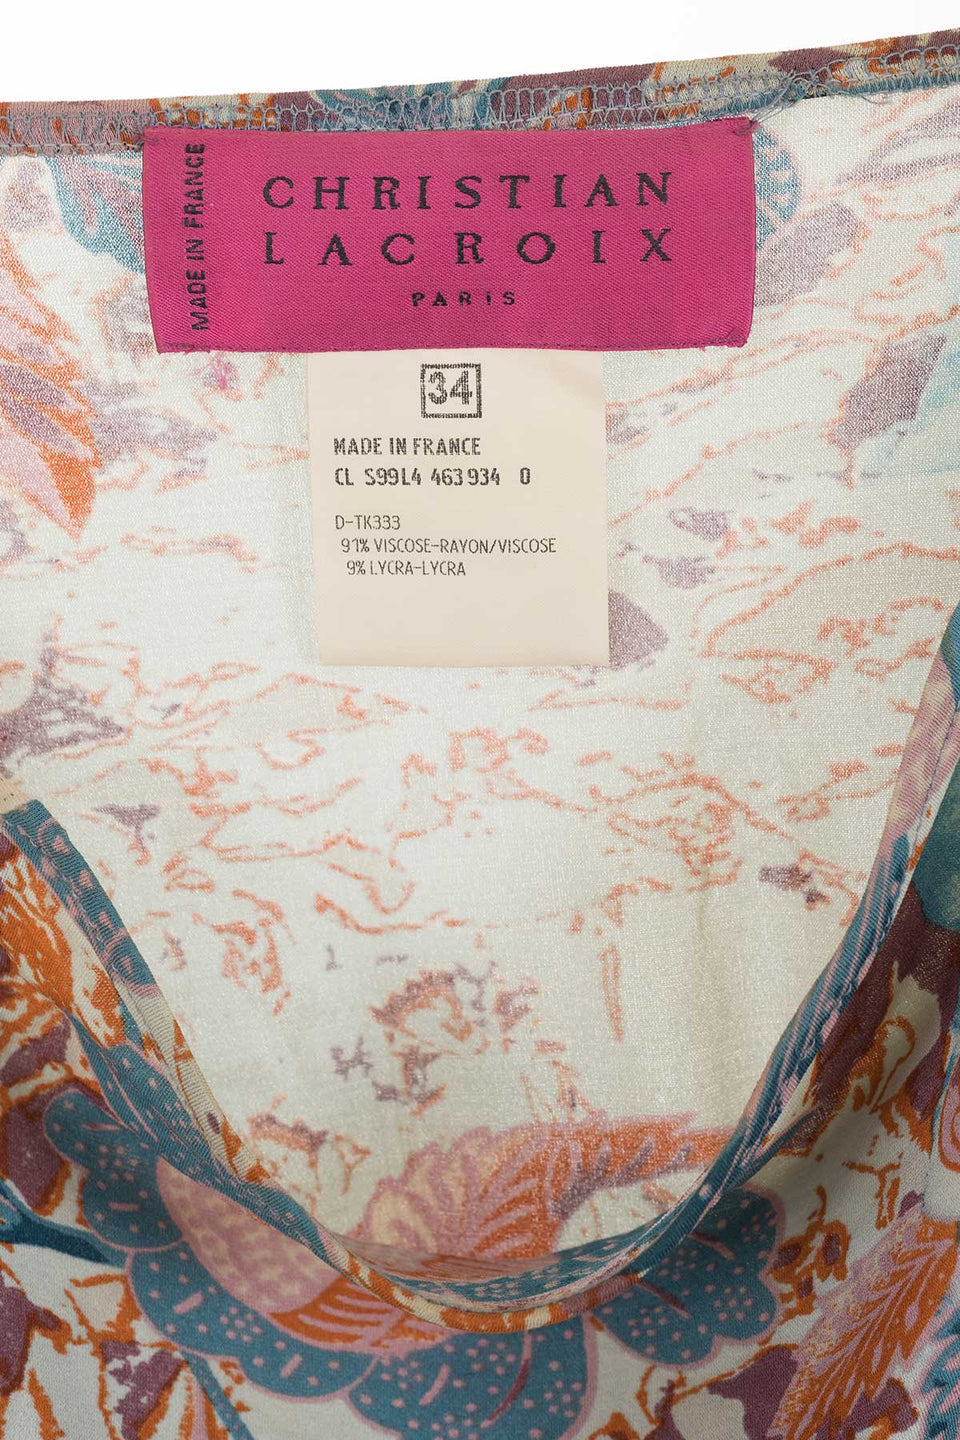 MADE IN FRANCE
CHRISTIAN
LACROIX
PARIS
34
MADE IN FRANCE
CL S99L4 463934 0
D-TK333
91% VISCOSE-RAYON/VISCOSE
9% LYCRA-LYCRA